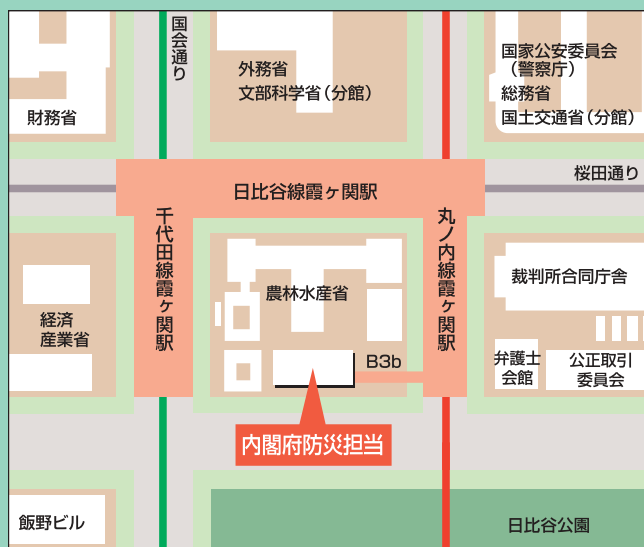 国会通り
外務省
文部科学省（分館）
国家公安委員会
（警察庁）
総務省
国土交通省（分館）
財務省
桜田通り
日比谷線霞ヶ関駅
千代田線霞ヶ関駅
丸ノ内線霞ヶ関駅
農林水産省
裁判所合同庁舎
経済
産業省
B3b
弁護士
会館
公正取引
委員会
内閣府防災担当
飯野ビル
日比谷公園